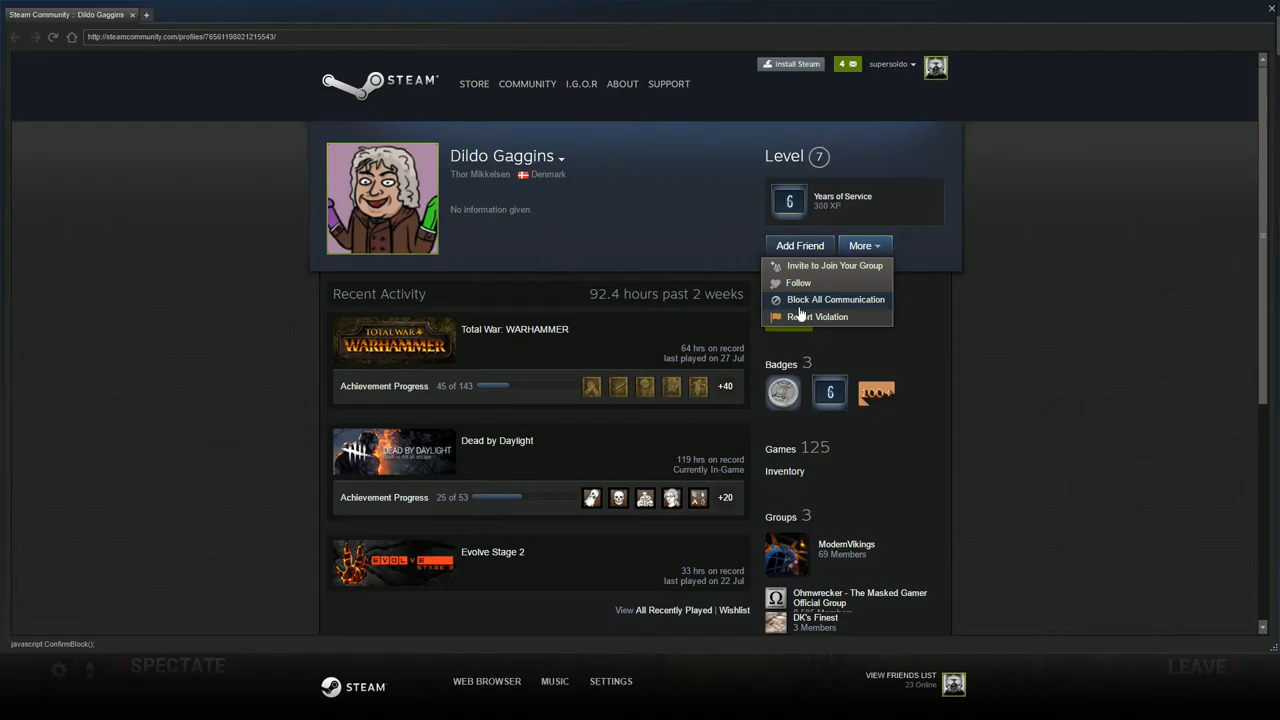 Steam Community :: Dildo Gaggins
http://steamcommunity.com/profiles/76561198021215543/
Install Steam
4
supersoldo
STEAM®
STORE
COMMUNITY
I.G.O.R
ABOUT
SUPPORT
Dildo Gaggins
Thor Mikkelsen
Denmark
No information given.
Level 7
6
Years of Service
300 XP
Add Friend
More
Invite to Join Your Group
Follow
Block All Communication
Violation
Recent Activity
92.4 hours past 2 weeks
TOTAL WAR
WARHAMMER
Total War: WARHAMMER
64 hrs on record
last played on 27 Jul
Achievement Progress
45 of 143
+40
DEAD BY DAYLIGHT
Dead by Daylight
119 hrs on record
Currently In-Game
Achievement Progress
25 of 53
+20
EVOLVE
STAGE 2
Evolve Stage 2
33 hrs on record
last played on 22 Jul
View All Recently Played | Wishlist
Badges 3
6
100+
Games 125
Inventory
Groups 3
ModernVikings
69 Members
Ohmwrecker - The Masked Gamer
Official Group
DK's Finest
3 Members
javascript:ConfirmBlock();
SPECTATE
LEAVE
STEAM
WEB BROWSER
MUSIC
SETTINGS
VIEW FRIENDS LIST
23 Online